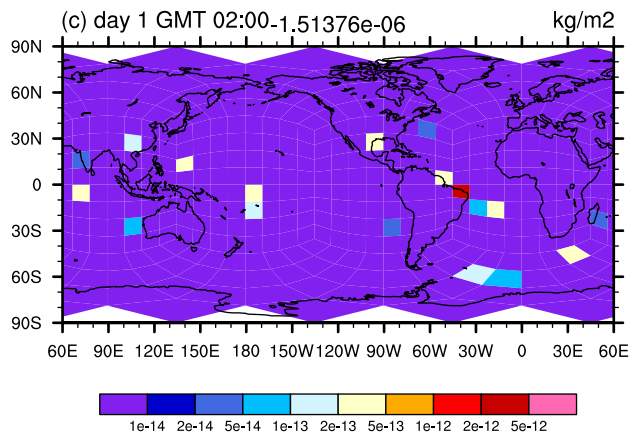 (c) day 1 GMT 02:00-1.51376e-06 kg/m2
90N
60N
30N
0
30S
60S
90S
60E 90E 120E 150E 180 150W 120W 90W 60W 30W 0 30E 60E
1e-14 2e-14 5e-14 1e-13 2e-13 5e-13 1e-12 2e-12 5e-12